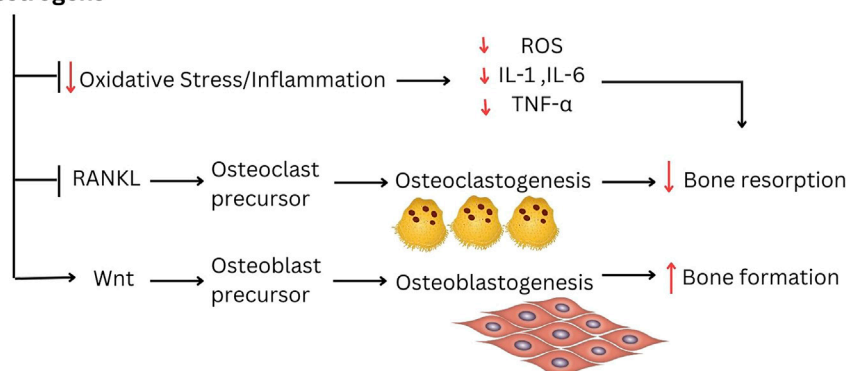 Oxidative Stress/Inflammation
ROS
IL-1 ,IL-6
TNF-α
RANKL
Osteoclast
precursor
Osteoclastogenesis
Bone resorption
Wnt
Osteoblast
precursor
Osteoblastogenesis
Bone formation